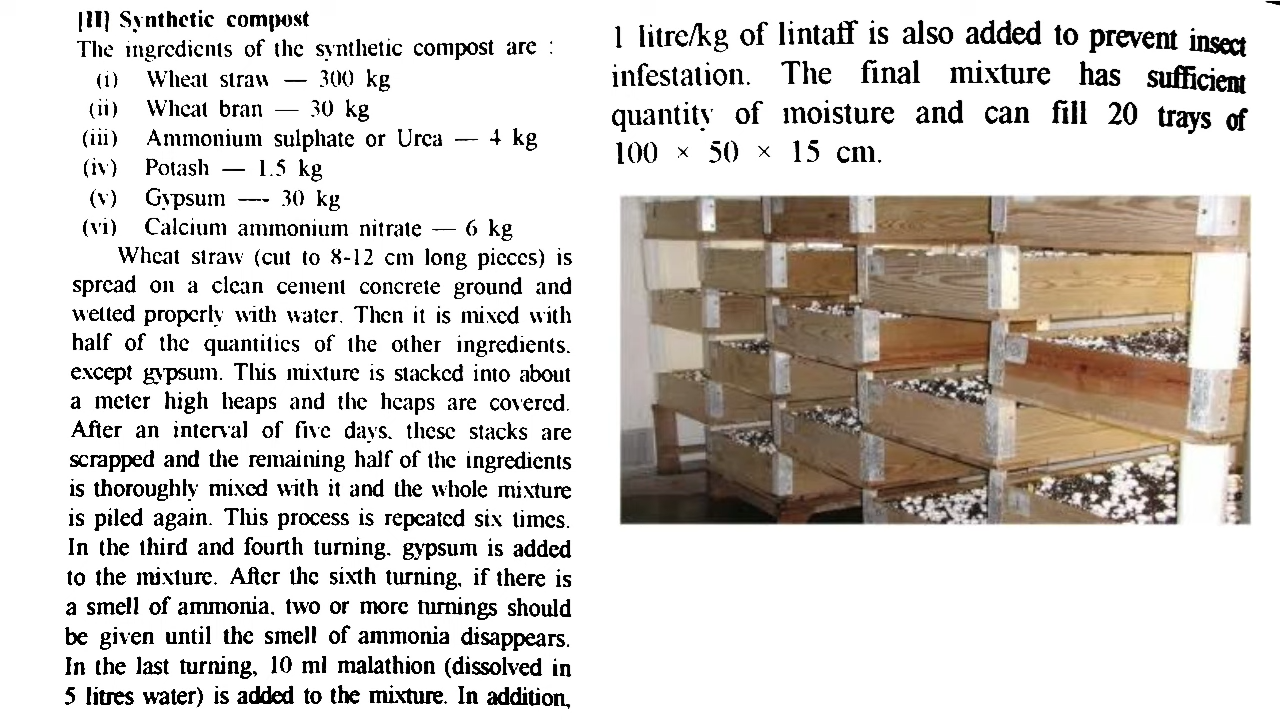 [II] Synthetic compost
The ingredients of the synthetic compost are :
(i) Wheat straw — 300 kg
(ii) Wheat bran — 30 kg
(iii) Ammonium sulphate or Urea — 4 kg
(iv) Potash — 1.5 kg
(v) Gypsum —- 30 kg
(vi) Calcium ammonium nitrate — 6 kg
Wheat straw (cut to 8-12 cm long pieces) is
spread on a clean cement concrete ground and
wetted properly with water. Then it is mixed with
half of the quantities of the other ingredients.
except gypsum. This mixture is stacked into about
a meter high heaps and the heaps are covered.
After an interval of five days. these stacks are
scrapped and the remaining half of the ingredients
is thoroughly mixed with it and the whole mixture
is piled again. This process is repeated six times.
In the third and fourth turning. gypsum is added
to the mixture. After the sixth turning, if there is
a smell of ammonia. two or more turnings should
be given until the smell of ammonia disappears.
In the last turning, 10 ml malathion (dissolved in
5 litres water) is added to the mixture. In addition,
1 litre/kg of lintaff is also added to prevent insect
infestation. The final mixture has sufficient
quantity of moisture and can fill 20 trays of
100 × 50 × 15 cm.